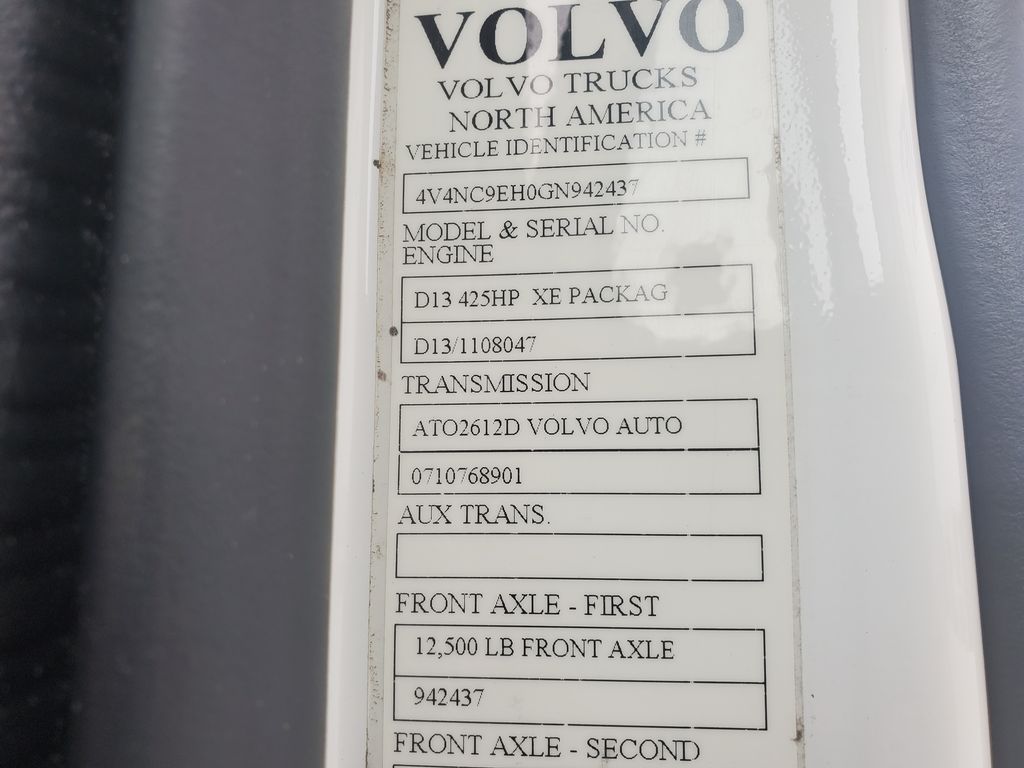 VOLVO
VOLVO TRUCKS
NORTH AMERICA
VEHICLE IDENTIFICATION #
4V4NC9EH0GN942437
MODEL & SERIAL NO.
ENGINE
D13 425HP  XE PACKAG
D13/1108047
TRANSMISSION
ATO2612D VOLVO AUTO
0710768901
AUX TRANS.
FRONT AXLE - FIRST
12,500 LB FRONT AXLE
942437
FRONT AXLE - SECOND